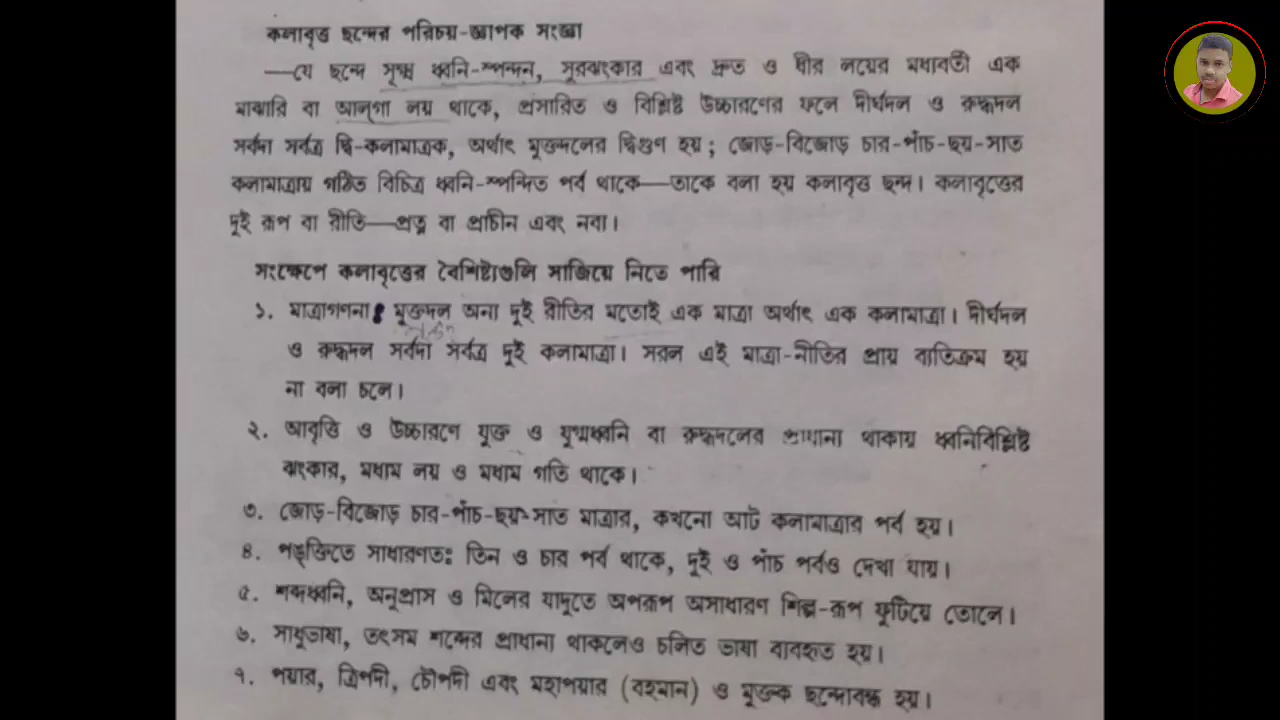 কলাবৃত্ত ছন্দের পরিচয়-জ্ঞাপক সংজ্ঞা
—যে ছন্দে সূক্ষ্ম ধ্বনি-স্পন্দন, সুরঝংকার এবং দ্রুত ও ধীর লয়ের মধ্যবর্তী এক
মাঝারি বা আল্‌গা লয় থাকে, প্রসারিত ও বিশ্লিষ্ট উচ্চারণের ফলে দীর্ঘদল ও রুদ্ধদল
সর্বদা সর্বত্র দ্বি-কলামাত্রক, অর্থাৎ মুক্তদলের দ্বিগুণ হয় ; জোড়-বিজোড় চার-পাঁচ-ছয়-সাত
কলামাত্রায় গঠিত বিচিত্র ধ্বনি-স্পন্দিত পর্ব থাকে—তাকে বলা হয় কলাবৃত্ত ছন্দ। কলাবৃত্তের
দুই রূপ বা রীতি—প্রত্ন বা প্রাচীন এবং নব্য।
সংক্ষেপে কলাবৃত্তের বৈশিষ্ট্যগুলি সাজিয়ে নিতে পারি
১. মাত্রাগণনা : মুক্তদল অন্য দুই রীতির মতোই এক মাত্রা অর্থাৎ এক কলামাত্রা। দীর্ঘদল
ও রুদ্ধদল সর্বদা সর্বত্র দুই কলামাত্রা। সরল এই মাত্রা-নীতির প্রায় ব্যতিক্রম হয়
না বলা চলে।
২. আবৃত্তি ও উচ্চারণে যুক্ত ও যুগ্মধ্বনি বা রুদ্ধদলের প্রাধান্য থাকায় ধ্বনিবিশ্লিষ্ট
ঝংকার, মধ্যম লয় ও মধ্যম গতি থাকে।
৩. জোড়-বিজোড় চার-পাঁচ-ছয়-সাত মাত্রার, কখনো আট কলামাত্রার পর্ব হয়।
৪. পঙ্‌ক্তিতে সাধারণতঃ তিন ও চার পর্ব থাকে, দুই ও পাঁচ পর্বও দেখা যায়।
৫. শব্দধ্বনি, অনুপ্রাস ও মিলের যাদুতে অপরূপ অসাধারণ শিল্প-রূপ ফুটিয়ে তোলে।
৬. সাধুভাষা, তৎসম শব্দের প্রাধান্য থাকলেও চলিত ভাষা ব্যবহৃত হয়।
৭. পয়ার, ত্রিপদী, চৌপদী এবং মহাপয়ার (বহমান) ও মুক্তক ছন্দোবন্ধ হয়।